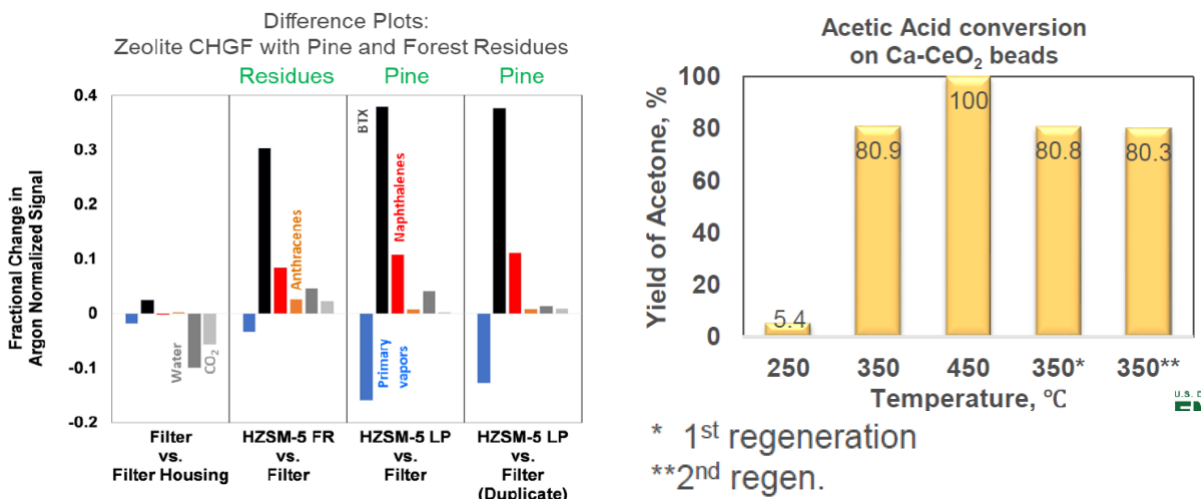 Difference Plots:
Zeolite CHGF with Pine and Forest Residues
Residues
Pine
Pine
Fractional Change in
Argon Normalized Signal
0.4
0.3
0.2
0.1
0
-0.1
-0.2
BTX
Naphthalenes
Anthracenes
Water
CO2
Primary
vapors
Filter
vs.
Filter Housing
HZSM-5 FR
vs.
Filter
HZSM-5 LP
vs.
Filter
HZSM-5 LP
vs.
Filter
(Duplicate)
Acetic Acid conversion
on Ca-CeO2 beads
Yield of Acetone, %
100
80
60
40
20
0
5.4
80.9
100
80.8
80.3
250
350
450
350*
350**
Temperature, ℃
* 1st regeneration
**2nd regen.